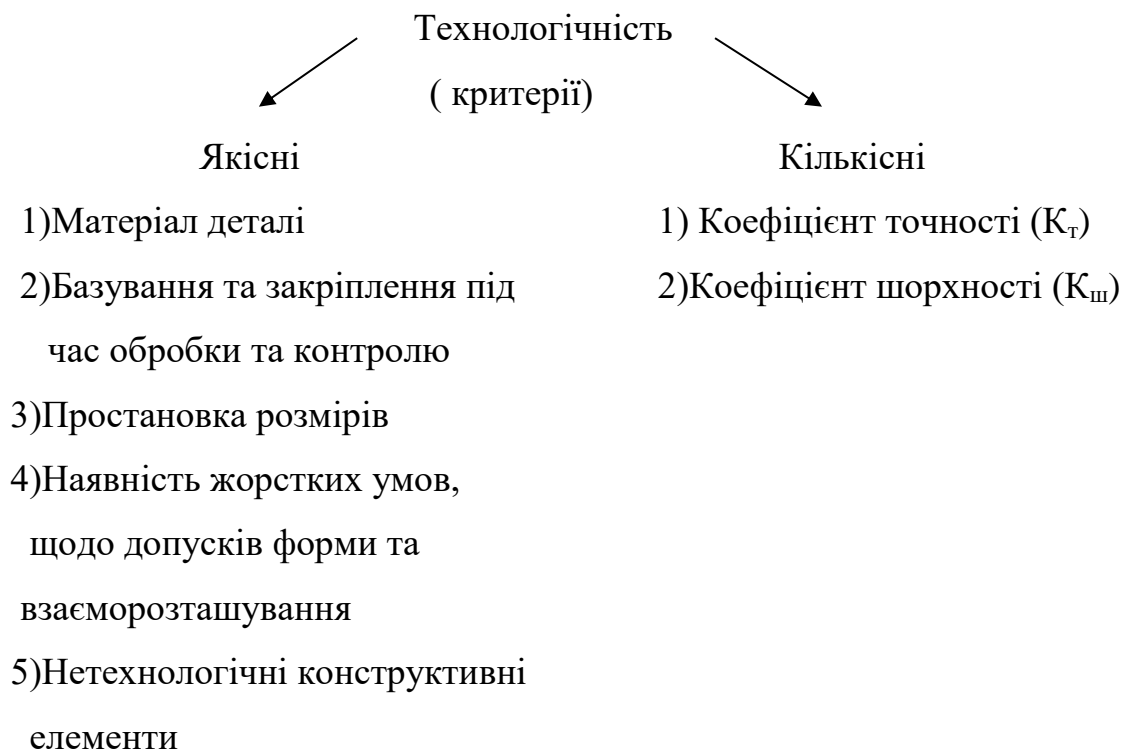 Технологічність
( критерії)
Якісні
1)Матеріал деталі
2)Базування та закріплення під
час обробки та контролю
3)Простановка розмірів
4)Наявність жорстких умов,
щодо допусків форми та
взаєморозташування
5)Нетехнологічні конструктивні
елементи
Кількісні
1) Коефіцієнт точності (Кт)
2)Коефіцієнт шорхності (Кш)